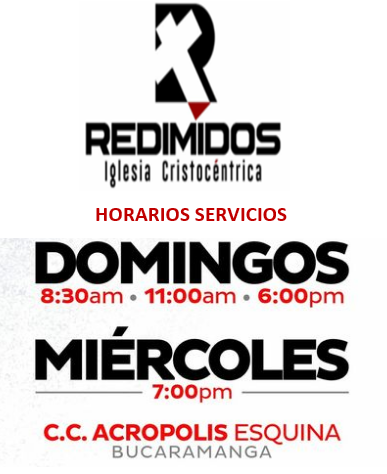 R
REDIMIDOS
Iglesia Cristocéntrica
HORARIOS SERVICIOS
DOMINGOS
8:30am • 11:00am • 6:00pm
MIÉRCOLES
7:00pm
C.C. ACROPOLIS ESQUINA
BUCARAMANGA